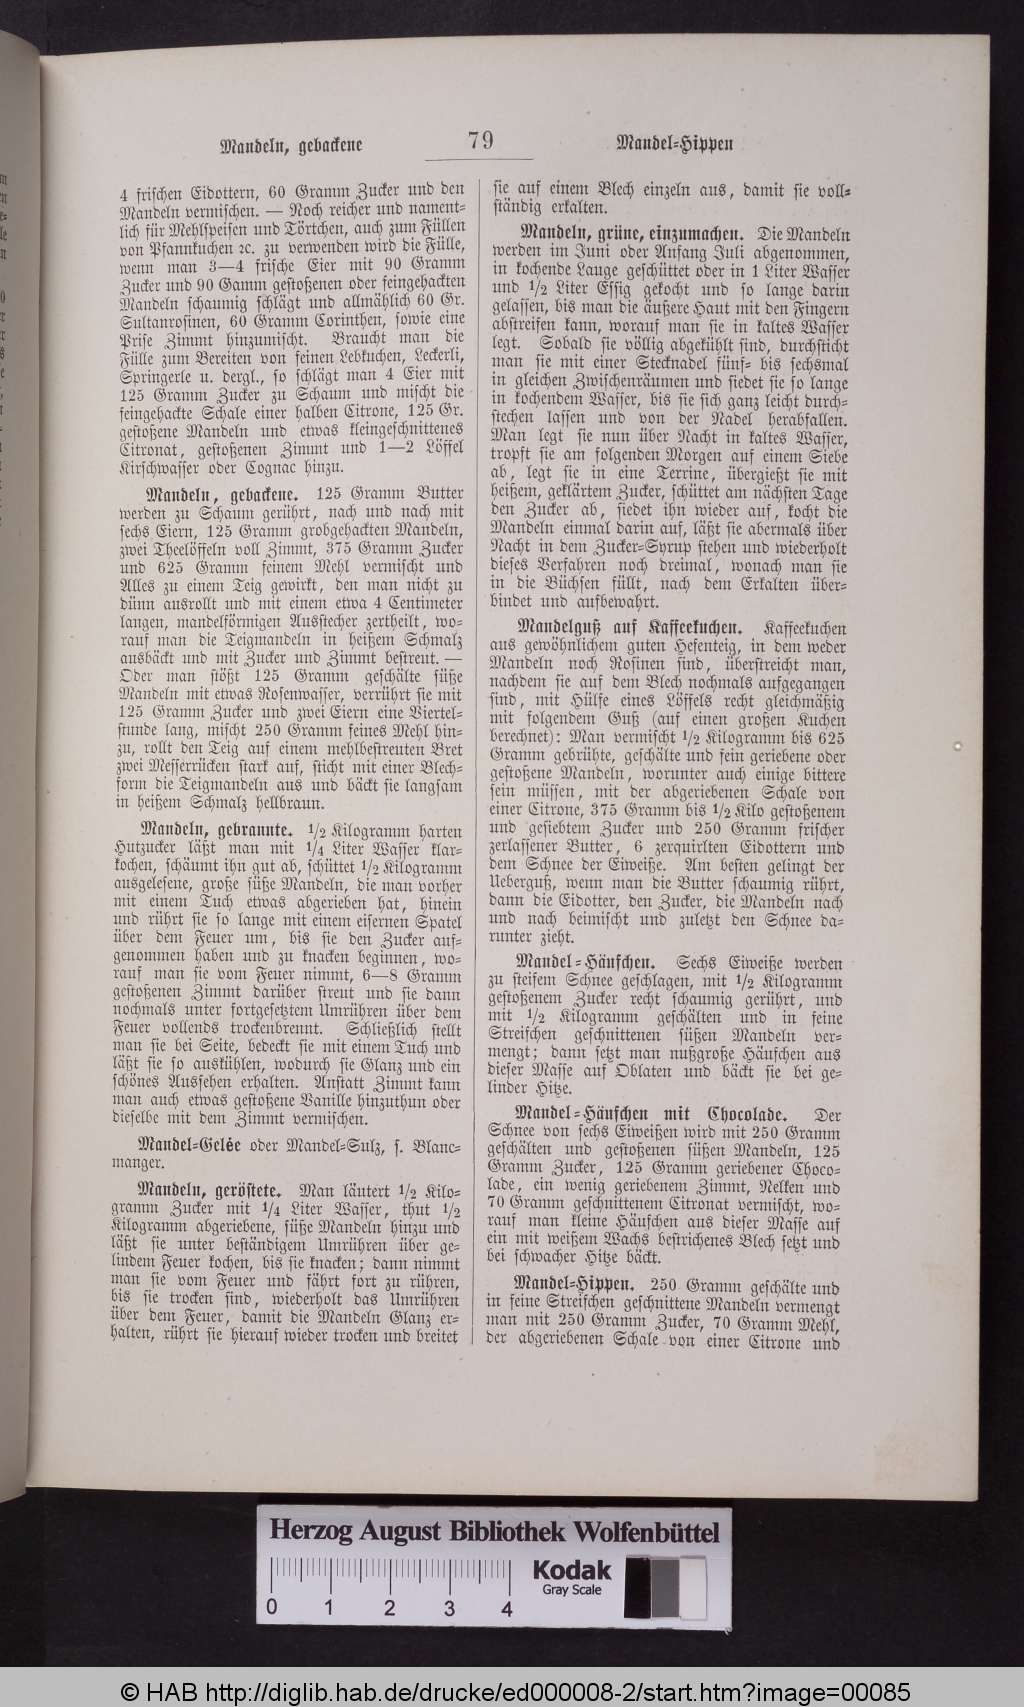 Mandeln, gebackene
79
Mandel-Hippen
4 frischen Eidottern, 60 Gramm Zucker und den
Mandeln vermischen. — Noch reicher und nament-
lich für Mehlspeisen und Törtchen, auch zum Füllen
von Pfannkuchen ꝛc. zu verwenden wird die Fülle,
wenn man 3—4 frische Eier mit 90 Gramm
Zucker und 90 Gamm gestoßenen oder feingehackten
Mandeln schaumig schlägt und allmählich 60 Gr.
Sultanrosinen, 60 Gramm Corinthen, sowie eine
Prise Zimmt hinzumischt. Braucht man die
Fülle zum Bereiten von feinen Lebkuchen, Leckerli,
Springerle u. dergl., so schlägt man 4 Eier mit
125 Gramm Zucker zu Schaum und mischt die
feingehackte Schale einer halben Citrone, 125 Gr.
gestoßene Mandeln und etwas kleingeschnittenes
Citronat, gestoßenen Zimmt und 1—2 Löffel
Kirschwasser oder Cognac hinzu.
Mandeln, gebackene. 125 Gramm Butter
werden zu Schaum gerührt, nach und nach mit
sechs Eiern, 125 Gramm grobgehackten Mandeln,
zwei Theelöffeln voll Zimmt, 375 Gramm Zucker
und 625 Gramm feinem Mehl vermischt und
Alles zu einem Teig gewirkt, den man nicht zu
dünn ausrollt und mit einem etwa 4 Centimeter
langen, mandelförmigen Ausstecher zertheilt, wo-
rauf man die Teigmandeln in heißem Schmalz
ausbäckt und mit Zucker und Zimmt bestreut. —
Oder man stößt 125 Gramm geschälte süße
Mandeln mit etwas Rosenwasser, verrührt sie mit
125 Gramm Zucker und zwei Eiern eine Viertel-
stunde lang, mischt 250 Gramm feines Mehl hin-
zu, rollt den Teig auf einem mehlbestreuten Bret
zwei Messerrücken stark auf, sticht mit einer Blech-
form die Teigmandeln aus und bäckt sie langsam
in heißem Schmalz hellbraun.
Mandeln, gebrannte. 1/2 Kilogramm harten
Hutzucker läßt man mit 1/4 Liter Wasser klar-
kochen, schäumt ihn gut ab, schüttet 1/2 Kilogramm
ausgelesene, große süße Mandeln, die man vorher
mit einem Tuch etwas abgerieben hat, hinein
und rührt sie so lange mit einem eisernen Spatel
über dem Feuer um, bis sie den Zucker auf-
genommen haben und zu knacken beginnen, wo-
rauf man sie vom Feuer nimmt, 6—8 Gramm
gestoßenen Zimmt darüber streut und sie dann
nochmals unter fortgesetztem Umrühren über dem
Feuer vollends trockenbrennt. Schließlich stellt
man sie bei Seite, bedeckt sie mit einem Tuch und
läßt sie so auskühlen, wodurch sie Glanz und ein
schönes Aussehen erhalten. Anstatt Zimmt kann
man auch etwas gestoßene Vanille hinzuthun oder
dieselbe mit dem Zimmt vermischen.
Mandel-Gelée oder Mandel-Sulz, s. Blanc-
manger.
Mandeln, geröstete. Man läutert 1/2 Kilo-
gramm Zucker mit 1/4 Liter Wasser, thut 1/2
Kilogramm abgeriebene, süße Mandeln hinzu und
läßt sie unter beständigem Umrühren über ge-
lindem Feuer kochen, bis sie knacken; dann nimmt
man sie vom Feuer und fährt fort zu rühren,
bis sie trocken sind, wiederholt das Umrühren
über dem Feuer, damit die Mandeln Glanz er-
halten, rührt sie hierauf wieder trocken und breitet
sie auf einem Blech einzeln aus, damit sie voll-
ständig erkalten.
Mandeln, grüne, einzumachen. Die Mandeln
werden im Juni oder Anfang Juli abgenommen,
in kochende Lauge geschüttet oder in 1 Liter Wasser
und 1/2 Liter Essig gekocht und so lange darin
gelassen, bis man die äußere Haut mit den Fingern
abstreifen kann, worauf man sie in kaltes Wasser
legt. Sobald sie völlig abgekühlt sind, durchsticht
man sie mit einer Stecknadel fünf- bis sechsmal
in gleichen Zwischenräumen und siedet sie so lange
in kochendem Wasser, bis sie sich ganz leicht durch-
stechen lassen und von der Nadel herabfallen.
Man legt sie nun über Nacht in kaltes Wasser,
tropft sie am folgenden Morgen auf einem Siebe
ab, legt sie in eine Terrine, übergießt sie mit
heißem, geklärtem Zucker, schüttet am nächsten Tage
den Zucker ab, siedet ihn wieder auf, kocht die
Mandeln einmal darin auf, läßt sie abermals über
Nacht in dem Zucker-Syrup stehen und wiederholt
dieses Verfahren noch dreimal, wonach man sie
in die Büchsen füllt, nach dem Erkalten über-
bindet und aufbewahrt.
Mandelguß auf Kaffeekuchen. Kaffeekuchen
aus gewöhnlichem guten Hefenteig, in dem weder
Mandeln noch Rosinen sind, überstreicht man,
nachdem sie auf dem Blech nochmals aufgegangen
sind, mit Hülfe eines Löffels recht gleichmäßig
mit folgendem Guß (auf einen großen Kuchen
berechnet): Man vermischt 1/2 Kilogramm bis 625
Gramm gebrühte, geschälte und fein geriebene oder
gestoßene Mandeln, worunter auch einige bittere
sein müssen, mit der abgeriebenen Schale von
einer Citrone, 375 Gramm bis 1/2 Kilo gestoßenem
und gesiebtem Zucker und 250 Gramm frischer
zerlassener Butter, 6 zerquirlten Eidottern und
dem Schnee der Eiweiße. Am besten gelingt der
Ueberguß, wenn man die Butter schaumig rührt,
dann die Eidotter, den Zucker, die Mandeln nach
und nach beimischt und zuletzt den Schnee da-
runter zieht.
Mandel-Häufchen. Sechs Eiweiße werden
zu steifem Schnee geschlagen, mit 1/2 Kilogramm
gestoßenem Zucker recht schaumig gerührt, und
mit 1/2 Kilogramm geschälten und in feine
Streifchen geschnittenen süßen Mandeln ver-
mengt; dann setzt man nußgroße Häufchen aus
dieser Masse auf Oblaten und bäckt sie bei ge-
linder Hitze.
Mandel-Häufchen mit Chocolade. Der
Schnee von sechs Eiweißen wird mit 250 Gramm
geschälten und gestoßenen süßen Mandeln, 125
Gramm Zucker, 125 Gramm geriebener Choco-
lade, ein wenig geriebenem Zimmt, Nelken und
70 Gramm geschnittenem Citronat vermischt, wo-
rauf man kleine Häufchen aus dieser Masse auf
ein mit weißem Wachs bestrichenes Blech setzt und
bei schwacher Hitze bäckt.
Mandel-Hippen. 250 Gramm geschälte und
in feine Streifchen geschnittene Mandeln vermengt
man mit 250 Gramm Zucker, 70 Gramm Mehl,
der abgeriebenen Schale von einer Citrone und
Herzog August Bibliothek Wolfenbüttel
Kodak
Gray Scale
0 1 2 3 4
© HAB http://diglib.hab.de/drucke/ed000008-2/start.htm?image=00085